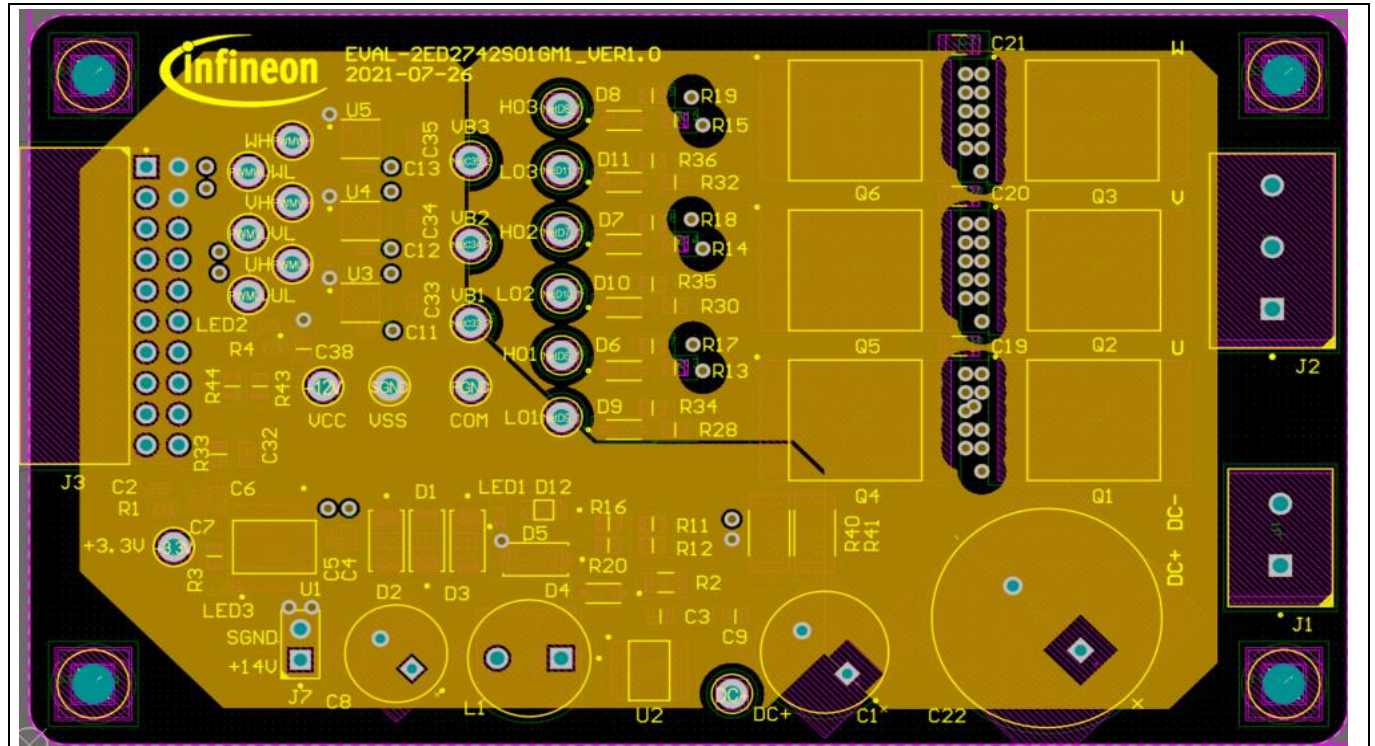 infineon
EVAL-2ED2742S01GM1_VER1.0
2021-07-26
C21
W
U5
HO3
D8
R19
R15
WH
WL
C35
VB3
C13
LO3
D11
R36
R32
Q6
C20
Q3
V
VH
U4
C34
VB2
HO2
D7
R18
R14
VL
C12
UH
U3
LO2
D10
R35
R30
UL
C33
VB1
LED2
C11
R4
C38
HO1
D6
R17
R13
Q5
C19
Q2
U
J2
R44
R43
+12V
SGND
PGND
VCC
VSS
COM
LO1
D9
R34
R28
R33
C32
J3
C2
R1
C6
D1
LED1
D12
R16
R11
R12
R40
R41
Q4
Q1
DC-
DC+
C7
+3.3V
+3.3V
R3
C5
C4
D5
R20
R2
LED3
U1
D2
D3
D4
C3
C9
J1
SGND
+14V
J7
C8
L1
U2
DC+
DC+
C1
C22